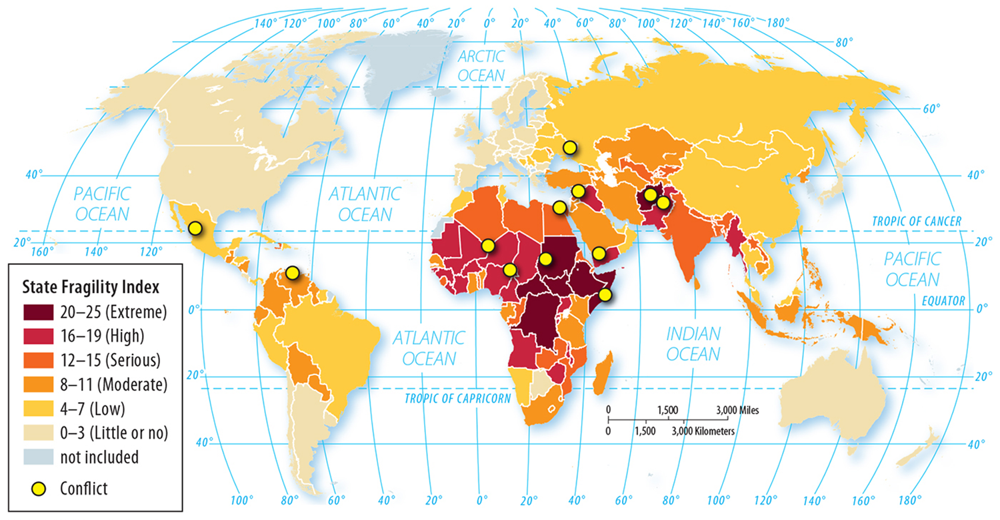 140° 120° 100° 80° 60° 40° 20° 0° 20° 40° 60° 80° 100° 120° 140° 160° 180°
80°
ARCTIC
OCEAN
60°
40°
40°
PACIFIC
OCEAN
ATLANTIC
OCEAN
TROPIC OF CANCER
20°
20°
160° 140° 120°
PACIFIC
OCEAN
EQUATOR
0°
0°
ATLANTIC
OCEAN
INDIAN
OCEAN
20°
20°
TROPIC OF CAPRICORN
0 1,500 3,000 Miles
0 1,500 3,000 Kilometers
40°
40°
State Fragility Index
20–25 (Extreme)
16–19 (High)
12–15 (Serious)
8–11 (Moderate)
4–7 (Low)
0–3 (Little or no)
not included
Conflict
100° 80° 60° 40° 20° 0° 20° 40° 60° 80° 100° 120° 140° 160° 180°